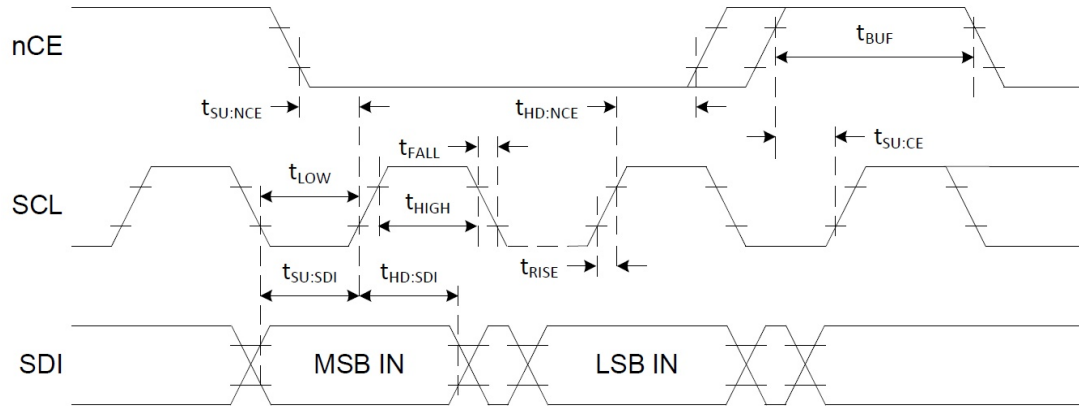 nCE
tBUF
tSU:NCE
tHD:NCE
tSU:CE
tFALL
tLOW
SCL
tHIGH
tRISE
tSU:SDI
tHD:SDI
SDI
MSB IN
LSB IN